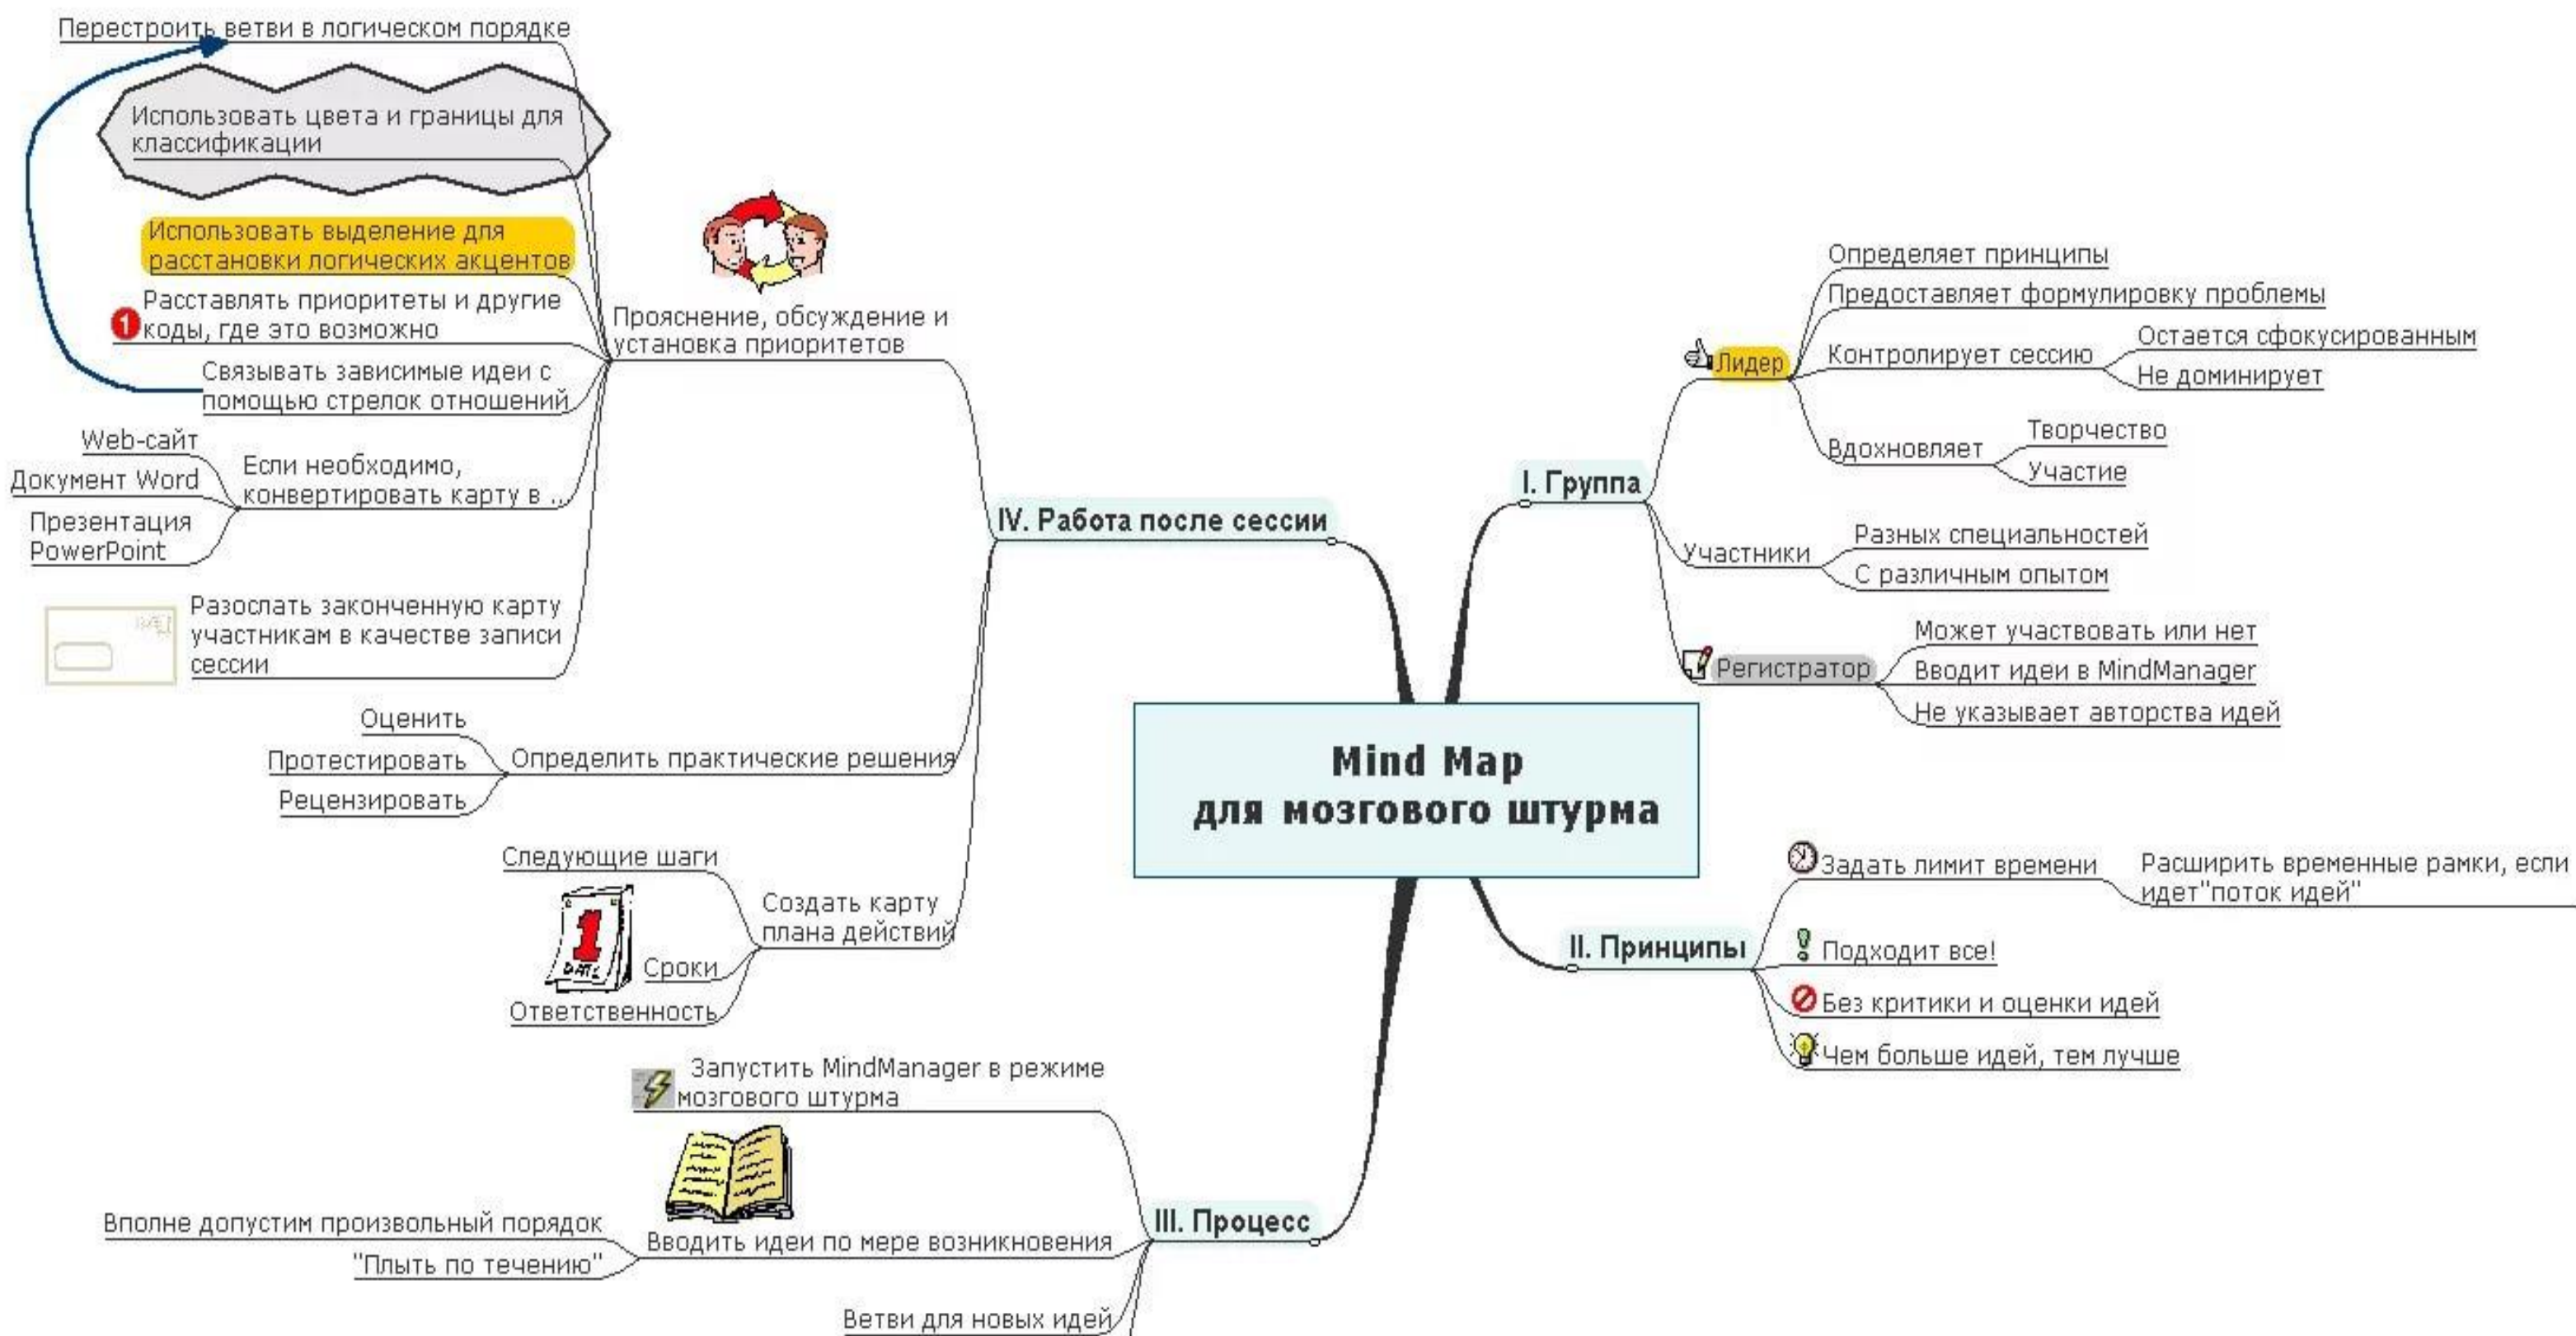 Mind Map
для мозгового штурма
I. Группа
Лидер
Определяет принципы
Предоставляет формулировку проблемы
Контролирует сессию
Остается сфокусированным
Не доминирует
Вдохновляет
Творчество
Участие
Участники
Разных специальностей
С различным опытом
Регистратор
Может участвовать или нет
Вводит идеи в MindManager
Не указывает авторства идей
II. Принципы
Задать лимит времени
Расширить временные рамки, если
идет"поток идей"
Подходит все!
Без критики и оценки идей
Чем больше идей, тем лучше
III. Процесс
Запустить MindManager в режиме
мозгового штурма
Вводить идеи по мере возникновения
Вполне допустим произвольный порядок
"Плыть по течению"
Ветви для новых идей
IV. Работа после сессии
Прояснение, обсуждение и
установка приоритетов
Перестроить ветви в логическом порядке
Использовать цвета и границы для
классификации
Использовать выделение для
расстановки логических акцентов
1
Расставлять приоритеты и другие
коды, где это возможно
Связывать зависимые идеи с
помощью стрелок отношений
Если необходимо,
конвертировать карту в ...
Web-сайт
Документ Word
Презентация
PowerPoint
Разослать законченную карту
участникам в качестве записи
сессии
Определить практические решения
Оценить
Протестировать
Рецензировать
Создать карту
плана действий
Следующие шаги
1
DATE
Сроки
Ответственность